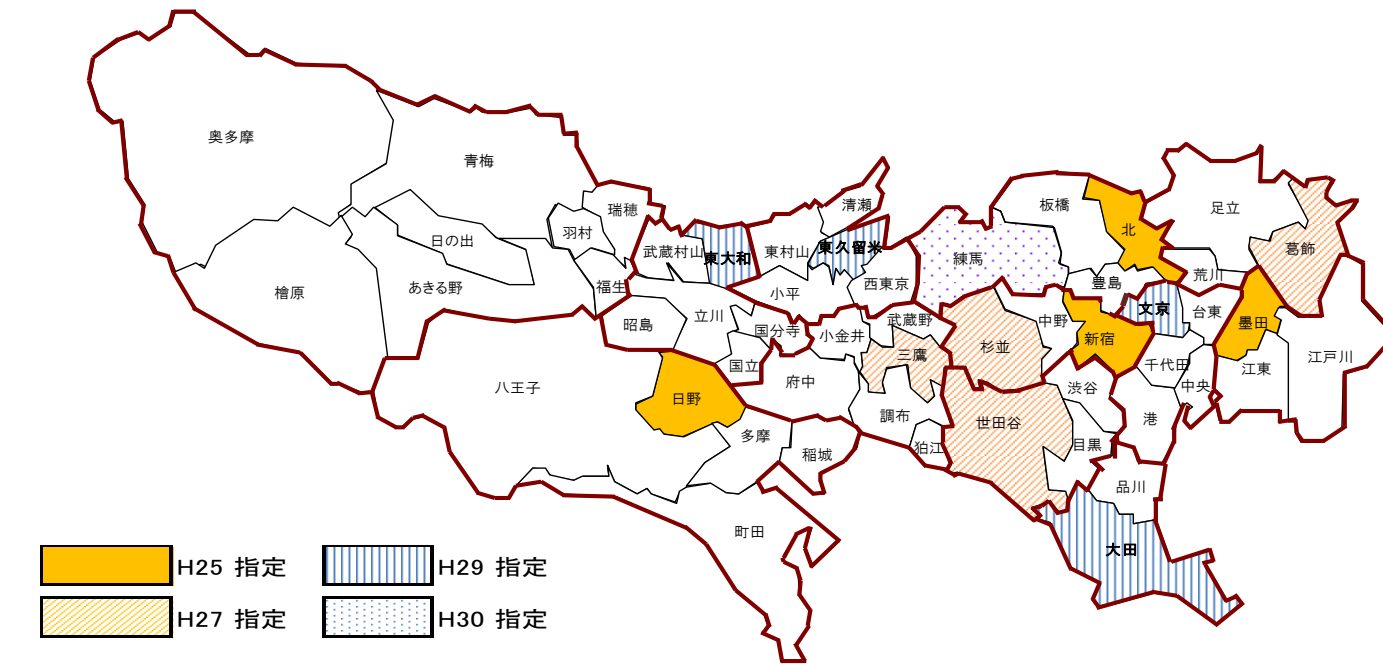 奥多摩
青梅
瑞穂
羽村
日の出
あきる野
檜原
福生
武蔵村山
東大和
東村山
清瀬
東久留米
小平
西東京
昭島
立川
国分寺
国立
小金井
武蔵野
三鷹
府中
調布
狛江
八王子
日野
多摩
稲城
町田
練馬
板橋
北
足立
葛飾
荒川
豊島
文京
台東
墨田
江戸川
江東
杉並
中野
新宿
千代田
中央
渋谷
港
世田谷
目黒
品川
大田
H25 指定
H29 指定
H27 指定
H30 指定